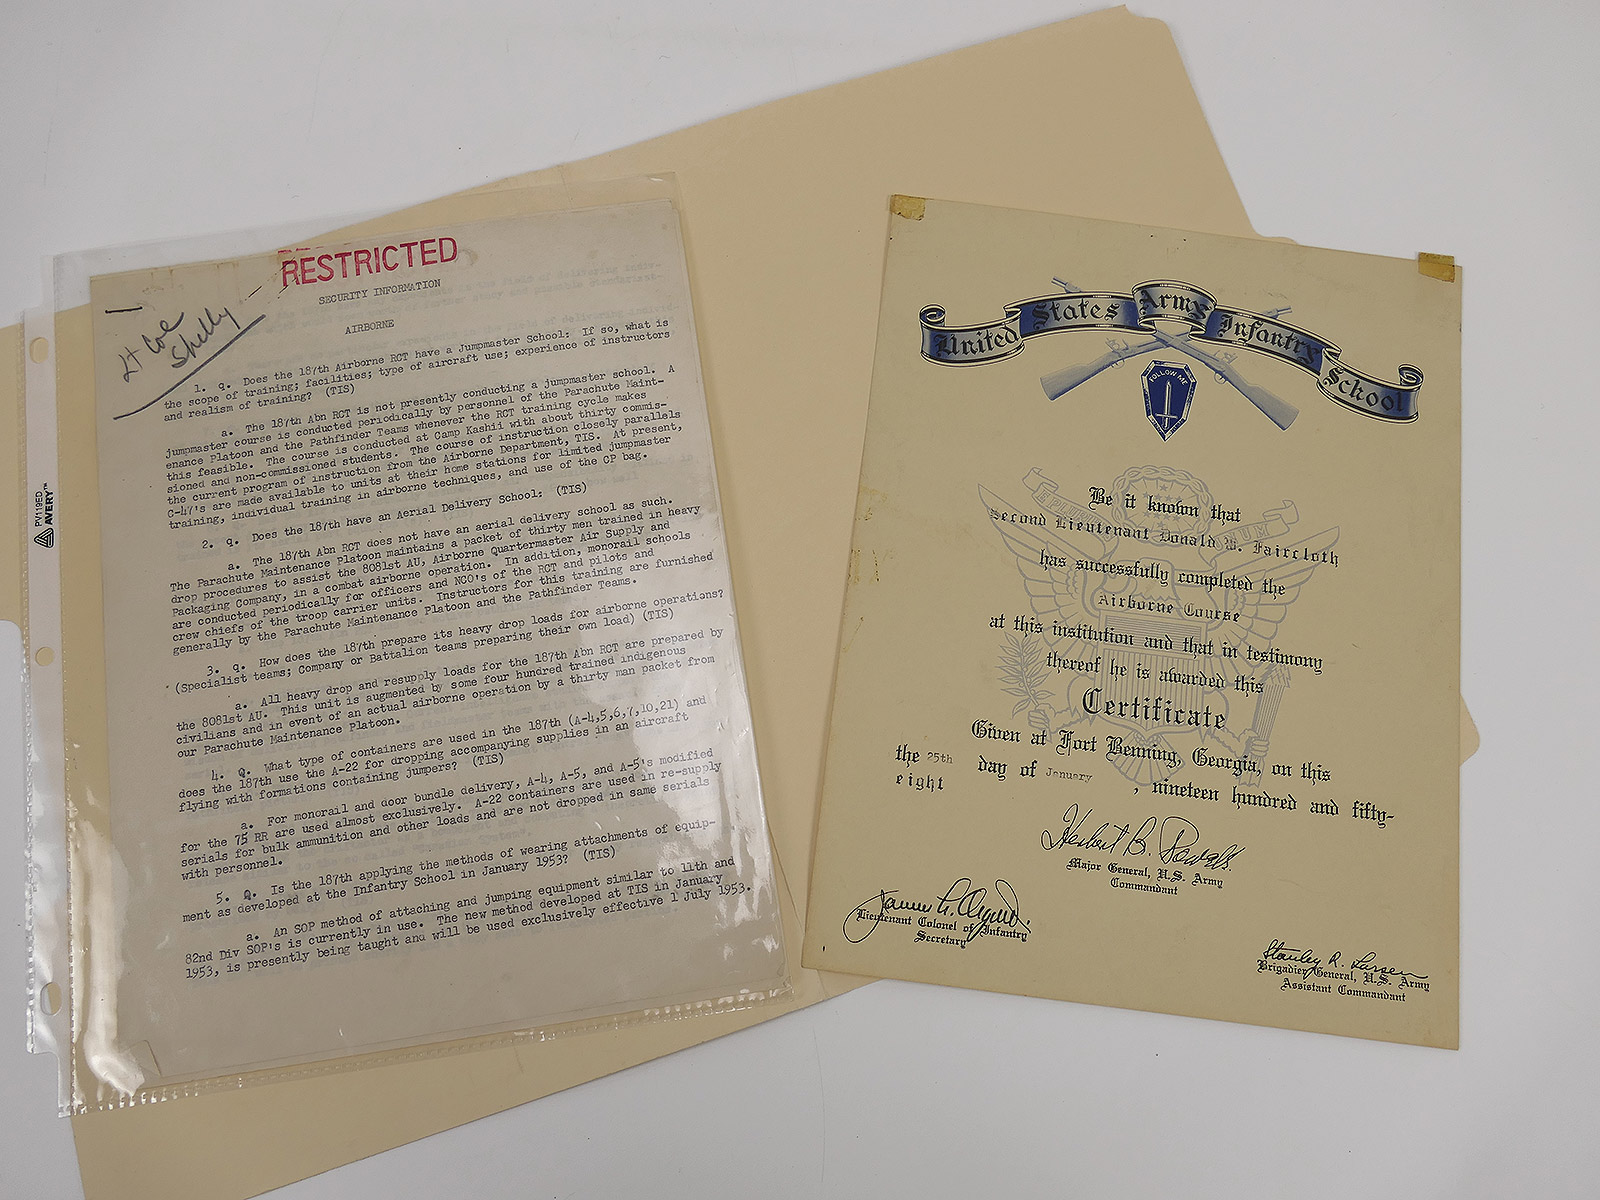 RESTRICTED
SECURITY INFORMATION
AIRBORNE
Lt Coe
Shelly
1. q. Does the 187th Airborne RCT have a Jumpmaster School: If so, what is
the scope of training; facilities; type of aircraft use; experience of instructors
and realism of training? (TIS)
a. The 187th Abn RCT is not presently conducting a jumpmaster school. A
jumpmaster course is conducted periodically by personnel of the Parachute Maint-
enance Platoon and the Pathfinder Teams whenever the RCT training cycle makes
this feasible. The course is conducted at Camp Kashii with about thirty commis-
sioned and non-commissioned students. The course of instruction closely parallels
the current program of instruction from the Airborne Department, TIS. At present,
C-47's are made available to units at their home stations for limited jumpmaster
training, individual training in airborne techniques, and use of the CP bag.
2. q. Does the 187th have an Aerial Delivery School: (TIS)
a. The 187th Abn RCT does not have an aerial delivery school as such.
The Parachute Maintenance Platoon maintains a packet of thirty men trained in heavy
drop procedures to assist the 8081st AU, Airborne Quartermaster Air Supply and
Packaging Company, in a combat airborne operation. In addition, monorail schools
are conducted periodically for officers and NCO's of the RCT and pilots and
crew chiefs of the troop carrier units. Instructors for this training are furnished
generally by the Parachute Maintenance Platoon and the Pathfinder Teams.
3. q. How does the 187th prepare its heavy drop loads for airborne operations?
(Specialist teams; Company or Battalion teams preparing their own load) (TIS)
a. All heavy drop and resupply loads for the 187th Abn RCT are prepared by
the 8081st AU. This unit is augmented by some four hundred trained indigenous
civilians and in event of an actual airborne operation by a thirty man packet from
our Parachute Maintenance Platoon.
4. Q. What type of containers are used in the 187th (A-4,5,6,7,10,21) and
does the 187th use the A-22 for dropping accompanying supplies in an aircraft
flying with formations containing jumpers? (TIS)
a. For monorail and door bundle delivery, A-4, A-5, and A-5's modified
for the 75 RR are used almost exclusively. A-22 containers are used in re-supply
serials for bulk ammunition and other loads and are not dropped in same serials
with personnel.
5. Q. Is the 187th applying the methods of wearing attachments of equip-
ment as developed at the Infantry School in January 1953? (TIS)
a. An SOP method of attaching and jumping equipment similar to 11th and
82nd Div SOP's is currently in use. The new method developed at TIS in January
1953, is presently being taught and will be used exclusively effective 1 July 1953.
PV119ED
AVERY™
United States Army Infantry School
FOLLOW ME
E PLURIBUS UNUM
Be it known that
Second Lieutenant Donald W. Faircloth
has successfully completed the
Airborne Course
at this institution and that in testimony
thereof he is awarded this
Certificate
Given at Fort Benning, Georgia, on this
the 25th day of January, nineteen hundred and fifty-
eight
Herbert B. Powell
Major General, U.S. Army
Commandant
Lieutenant Colonel of Infantry
Secretary
Stanley R. Larsen
Brigadier General, U.S. Army
Assistant Commandant